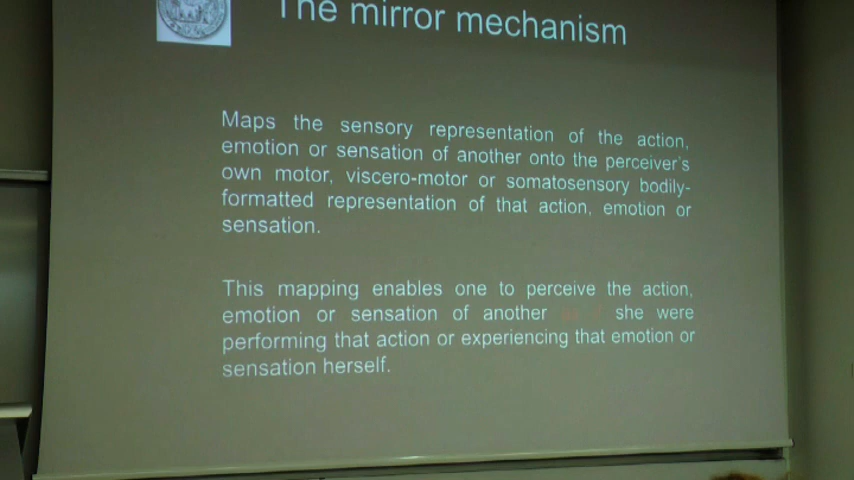 The mirror mechanism
Maps the sensory representation of the action,
emotion or sensation of another onto the perceiver's
own motor, viscero-motor or somatosensory bodily-
formatted representation of that action, emotion or
sensation.
This mapping enables one to perceive the action,
emotion or sensation of another she were
performing that action or experiencing that emotion or
sensation herself.